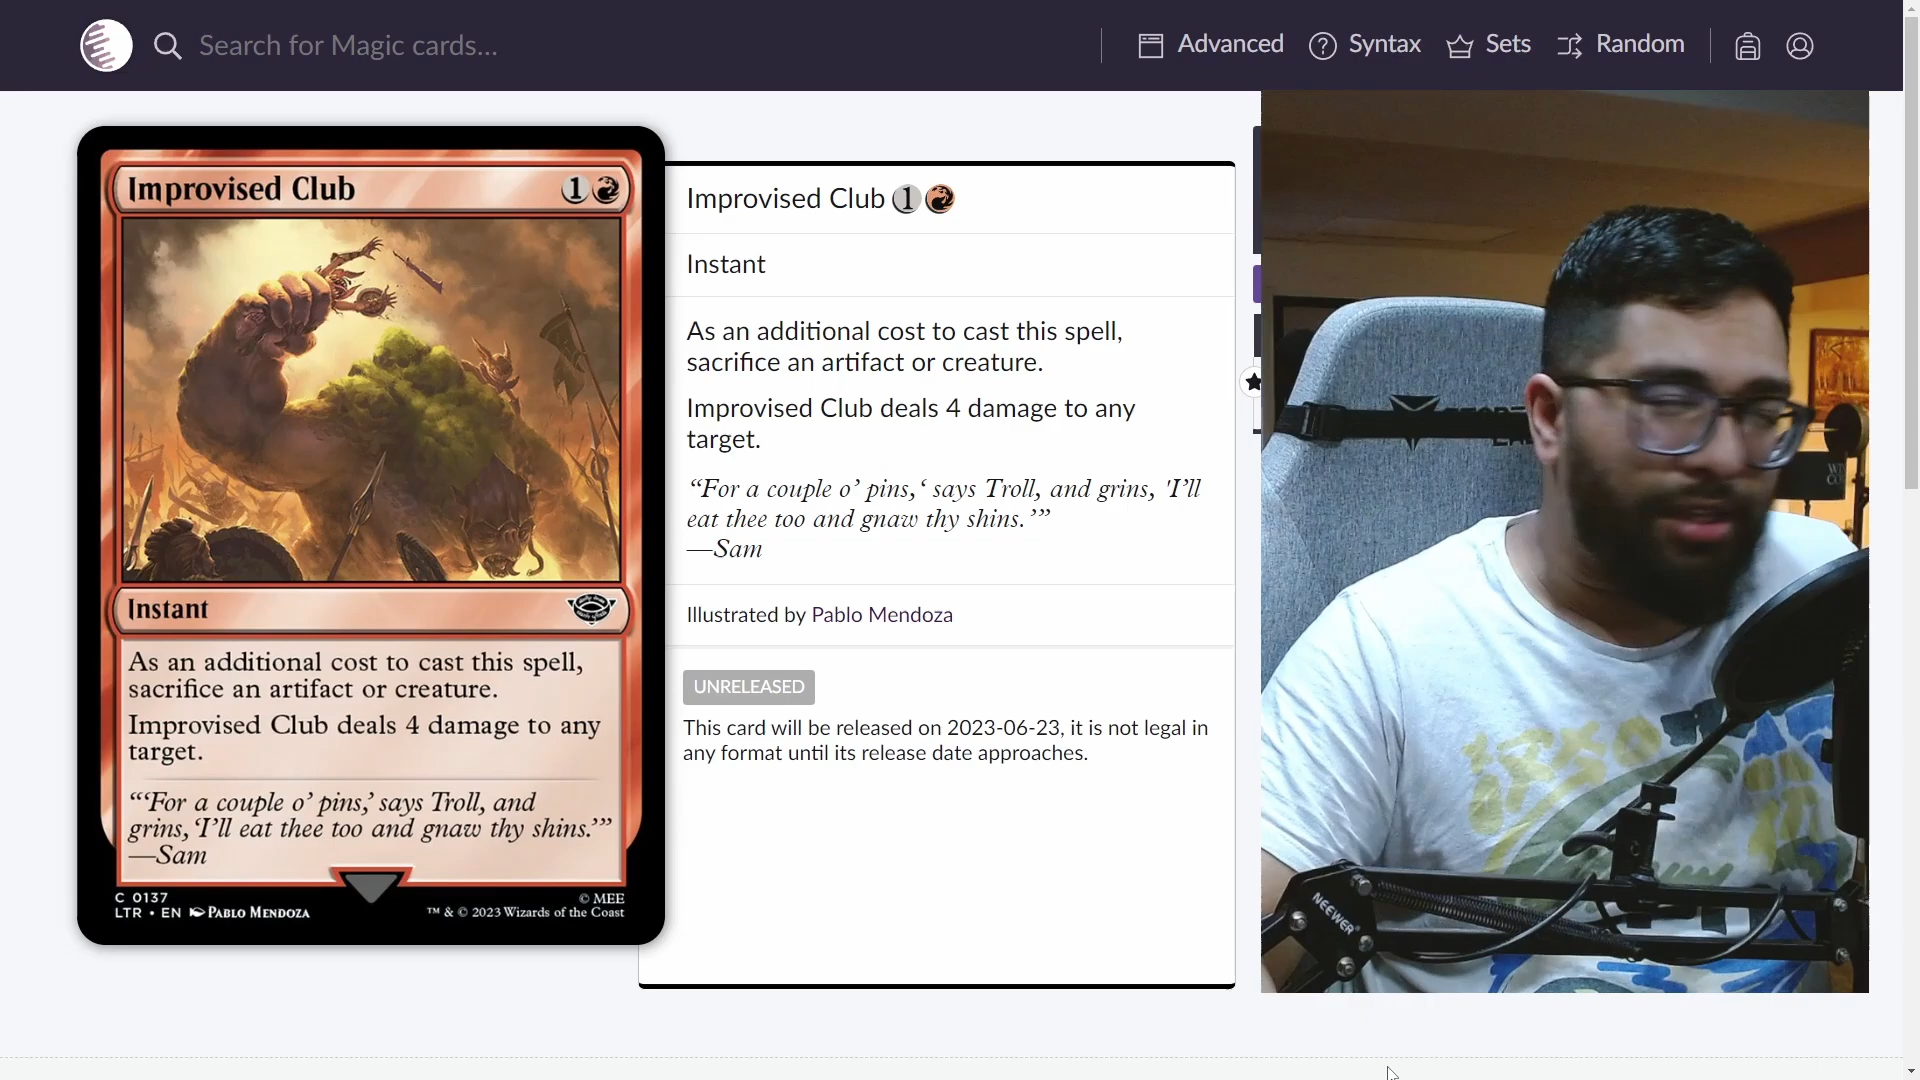 Search for Magic cards...
Advanced
Syntax
Sets
Random
Improvised Club 1
Instant
As an additional cost to cast this spell,
sacrifice an artifact or creature.
Improvised Club deals 4 damage to any
target.
“‘For a couple o’ pins,’ says Troll, and
grins, ‘I’ll eat thee too and gnaw thy shins.’”
—Sam
C 0137
LTR • EN PABLO MENDOZA
© MEE
™ & © 2023 Wizards of the Coast
Improvised Club 1
Instant
As an additional cost to cast this spell,
sacrifice an artifact or creature.
Improvised Club deals 4 damage to any
target.
“For a couple o’ pins,‘ says Troll, and grins, 'I’ll
eat thee too and gnaw thy shins.’”
—Sam
Illustrated by Pablo Mendoza
UNRELEASED
This card will be released on 2023-06-23, it is not legal in
any format until its release date approaches.
NEEWER